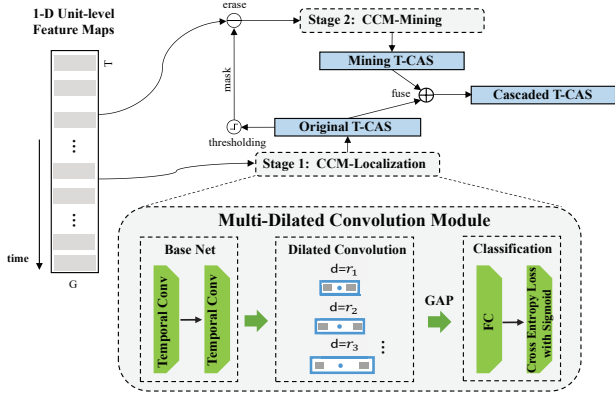 1-D Unit-level
Feature Maps
T
time
G
erase
mask
thresholding
Stage 2: CCM-Mining
Mining T-CAS
fuse
Cascaded T-CAS
Original T-CAS
Stage 1: CCM-Localization
Multi-Dilated Convolution Module
Base Net
Temporal Conv
Temporal Conv
Dilated Convolution
d=r1
d=r2
d=r3
GAP
Classification
FC
Cross Entropy Loss
with Sigmoid